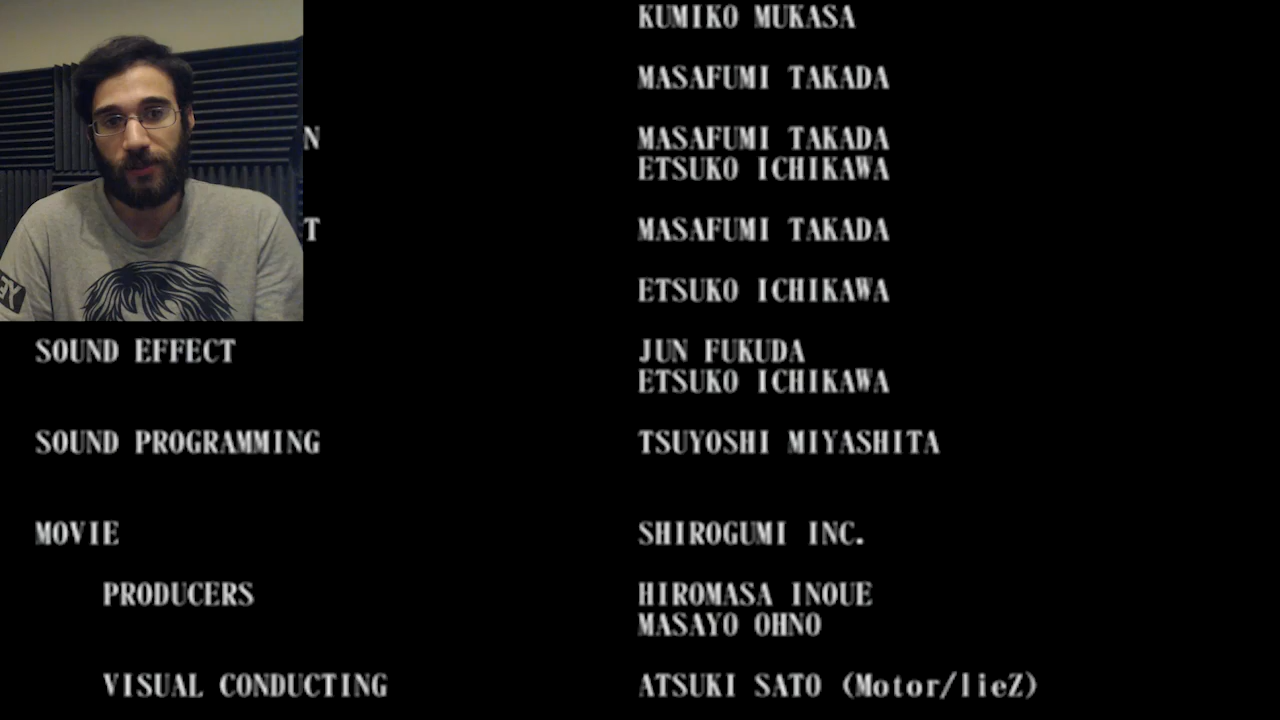 KUMIKO MUKASA
MASAFUMI TAKADA
N MASAFUMI TAKADA
ETSUKO ICHIKAWA
T MASAFUMI TAKADA
ETSUKO ICHIKAWA
SOUND EFFECT JUN FUKUDA
ETSUKO ICHIKAWA
SOUND PROGRAMMING TSUYOSHI MIYASHITA
MOVIE SHIROGUMI INC.
PRODUCERS HIROMASA INOUE
MASAYO OHNO
VISUAL CONDUCTING ATSUKI SATO (Motor/lieZ)